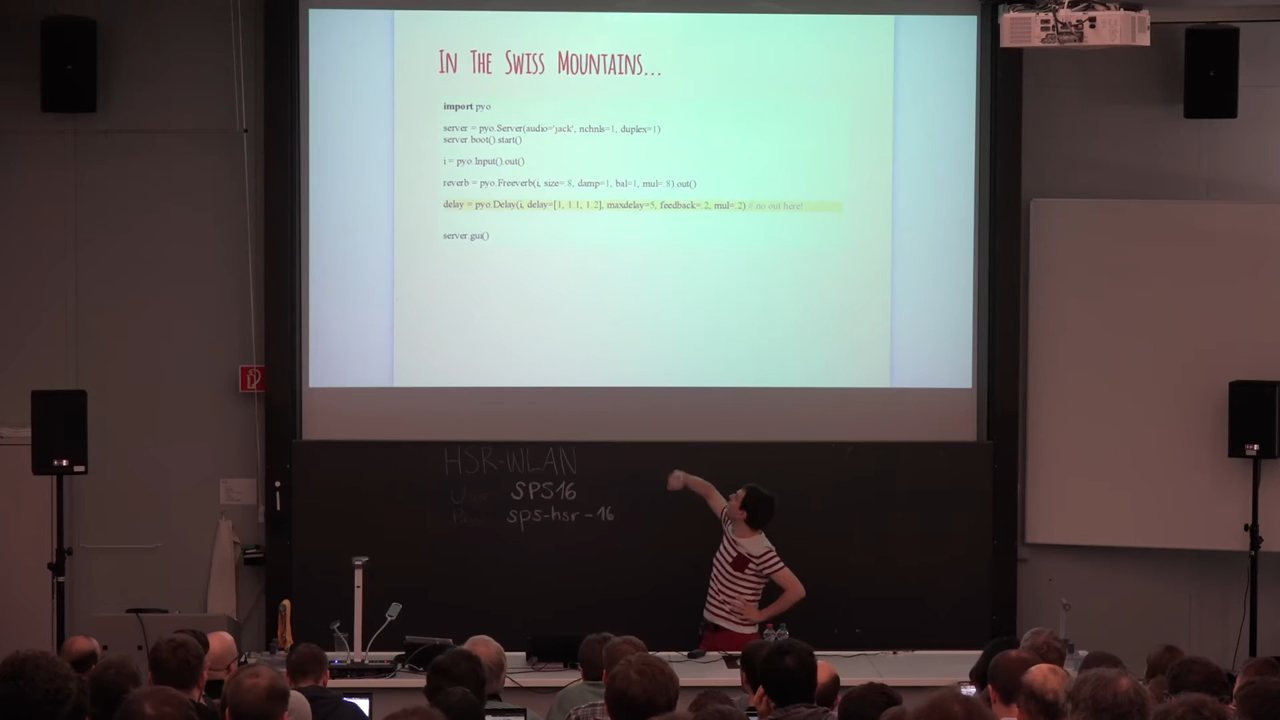 In The Swiss Mountains...
import pyo
server = pyo.Server(audio='jack', nchnls=1, duplex=1)
server.boot().start()
i = pyo.Input().out()
reverb = pyo.Freeverb(i, size=.8, damp=1, bal=1, mul=.8).out()
delay = pyo.Delay(i, delay=[1, 1.1, 1.2], maxdelay=5, feedback=.2, mul=.2) // no out here!
server.gui()
HSR-WLAN
SPS16
sps-hsr-16